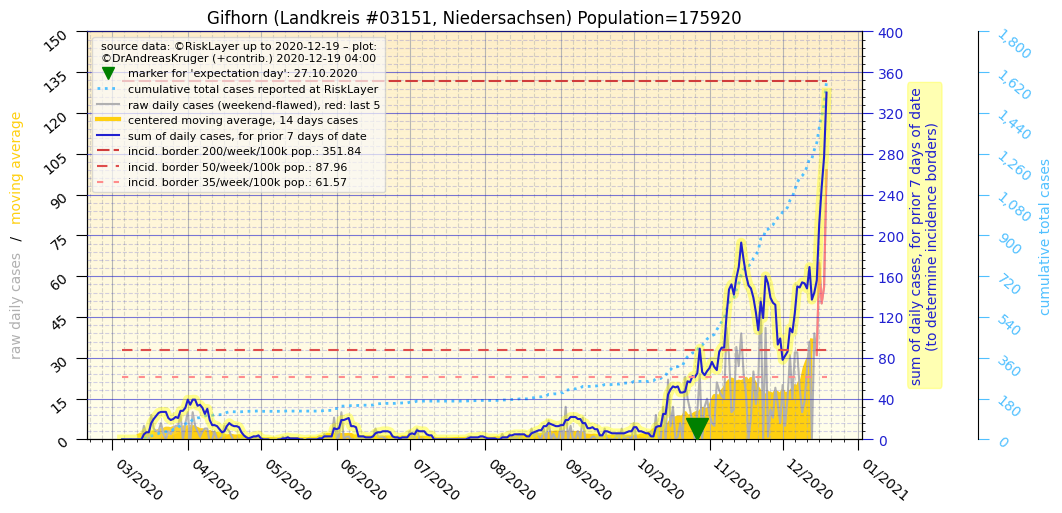 Gifhorn (Landkreis #03151, Niedersachsen) Population=175920
source data: ©RiskLayer up to 2020-12-19 – plot:
©DrAndreasKruger (+contrib.) 2020-12-19 04:00
marker for 'expectation day': 27.10.2020
cumulative total cases reported at RiskLayer
raw daily cases (weekend-flawed), red: last 5
centered moving average, 14 days cases
sum of daily cases, for prior 7 days of date
incid. border 200/week/100k pop.: 351.84
incid. border 50/week/100k pop.: 87.96
incid. border 35/week/100k pop.: 61.57
raw daily cases / moving average
150
135
120
105
90
75
60
45
30
15
0
400
360
320
280
240
200
160
120
80
40
0
sum of daily cases, for prior 7 days of date
(to determine incidence borders)
1,800
1,620
1,440
1,260
1,080
900
720
540
360
180
0
cumulative total cases
03/2020
04/2020
05/2020
06/2020
07/2020
08/2020
09/2020
10/2020
11/2020
12/2020
01/2021